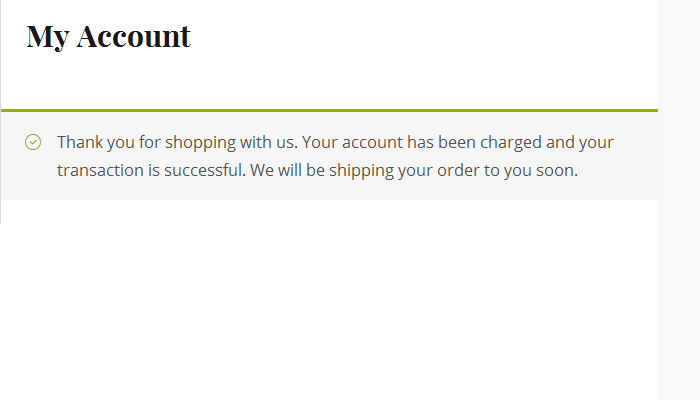 My Account
Thank you for shopping with us. Your account has been charged and your
transaction is successful. We will be shipping your order to you soon.